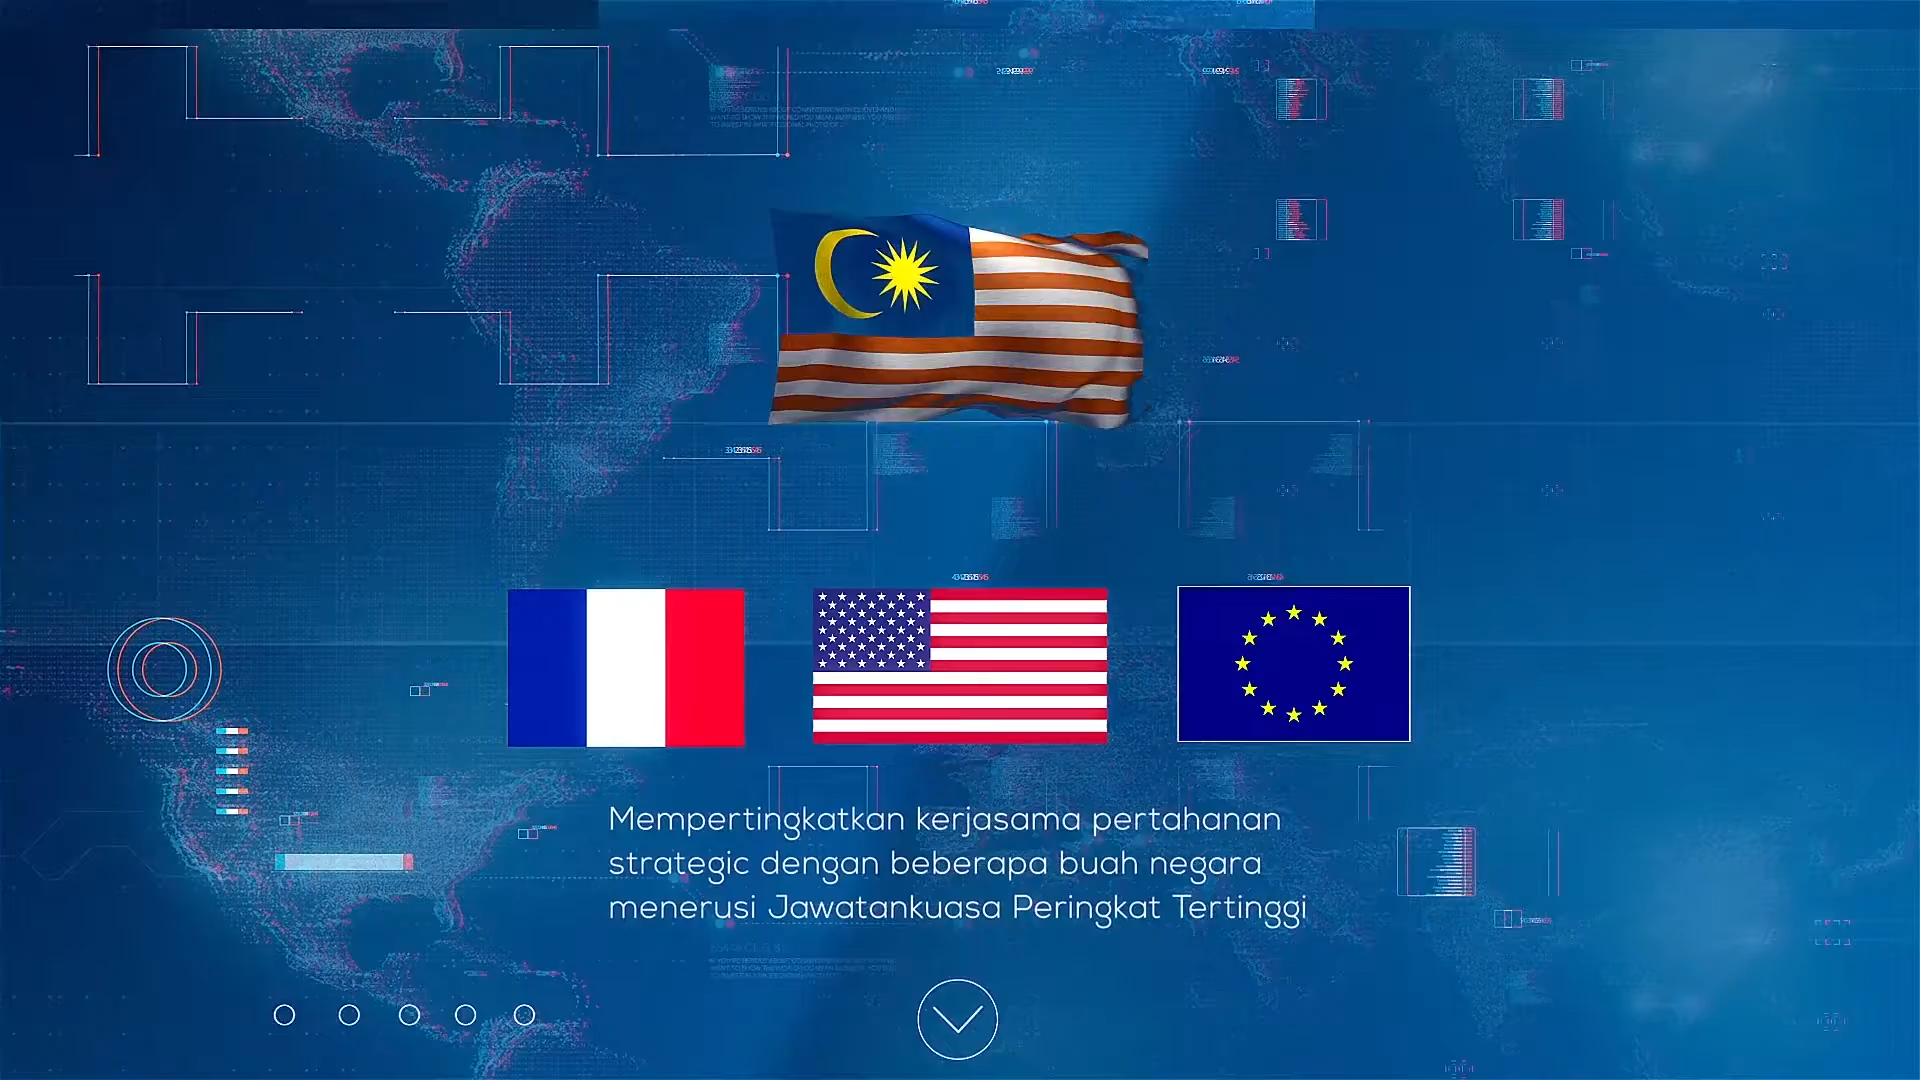 Mempertingkatkan kerjasama pertahanan
strategic dengan beberapa buah negara
menerusi Jawatankuasa Peringkat Tertinggi